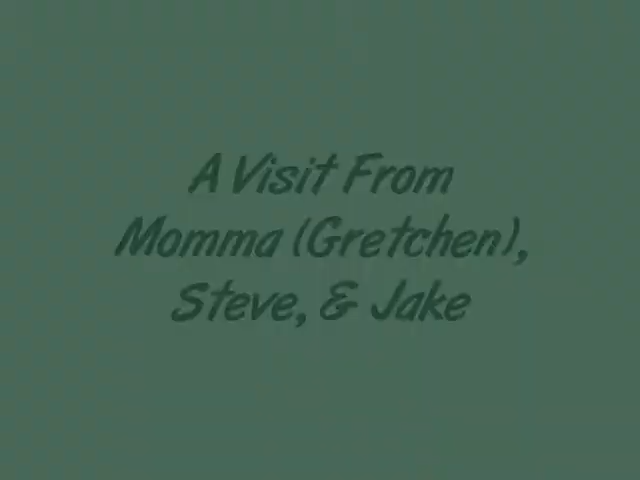 A Visit From
Momma (Gretchen),
Steve, & Jake